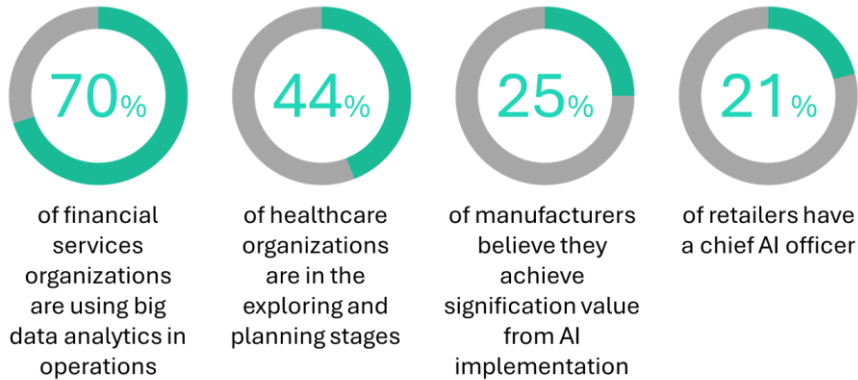 70%
of financial
services
organizations
are using big
data analytics in
operations
44%
of healthcare
organizations
are in the
exploring and
planning stages
25%
of manufacturers
believe they
achieve
signification value
from AI
implementation
21%
of retailers have
a chief AI officer